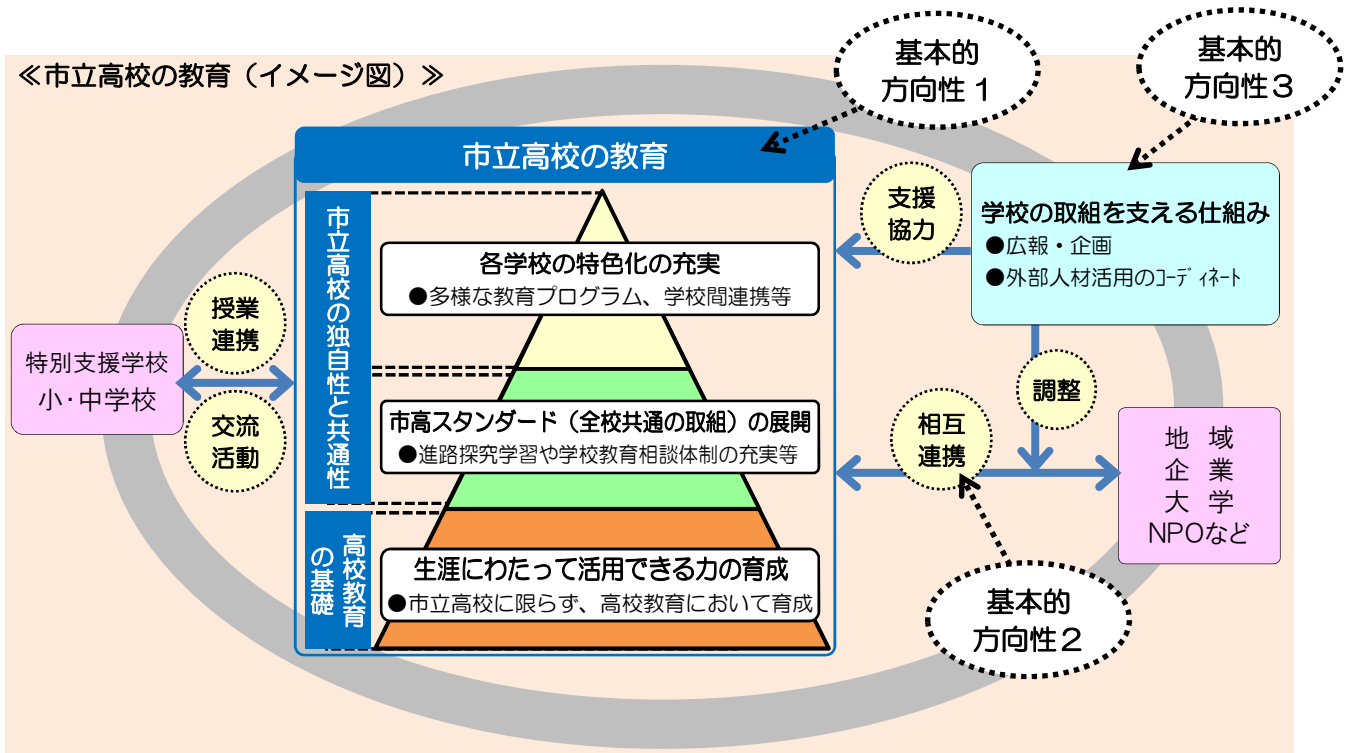 ≪市立高校の教育（イメージ図）≫
基本的
方向性１
基本的
方向性３
市立高校の教育
市立高校の独自性と共通性
各学校の特色化の充実
●多様な教育プログラム、学校間連携等
市高スタンダード（全校共通の取組）の展開
●進路探究学習や学校教育相談体制の充実等
高校教育
の基礎
生涯にわたって活用できる力の育成
●市立高校に限らず、高校教育において育成
特別支援学校
小・中学校
授業
連携
交流
活動
支援
協力
学校の取組を支える仕組み
●広報・企画
●外部人材活用のｺｰﾃﾞｨﾈｰﾄ
調整
相互
連携
地　域
企　業
大　学
NPOなど
基本的
方向性２